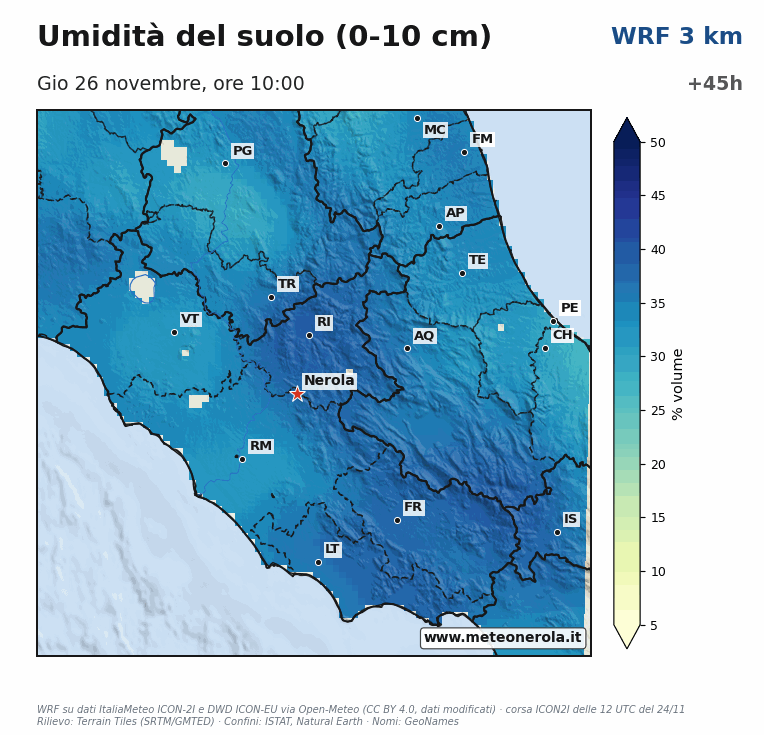 Umidità del suolo (0-10 cm)
WRF 3 km
Gio 26 novembre, ore 10:00
+45h
MC
FM
PG
AP
TE
TR
PE
VT
RI
AQ
CH
Nerola
RM
FR
IS
LT
www.meteonerola.it
50
45
40
35
30
25
20
15
10
5
% volume
WRF su dati ItaliaMeteo ICON-2I e DWD ICON-EU via Open-Meteo (CC BY 4.0, dati modificati) · corsa ICON2I delle 12 UTC del 24/11
Rilievo: Terrain Tiles (SRTM/GMTED) · Confini: ISTAT, Natural Earth · Nomi: GeoNames